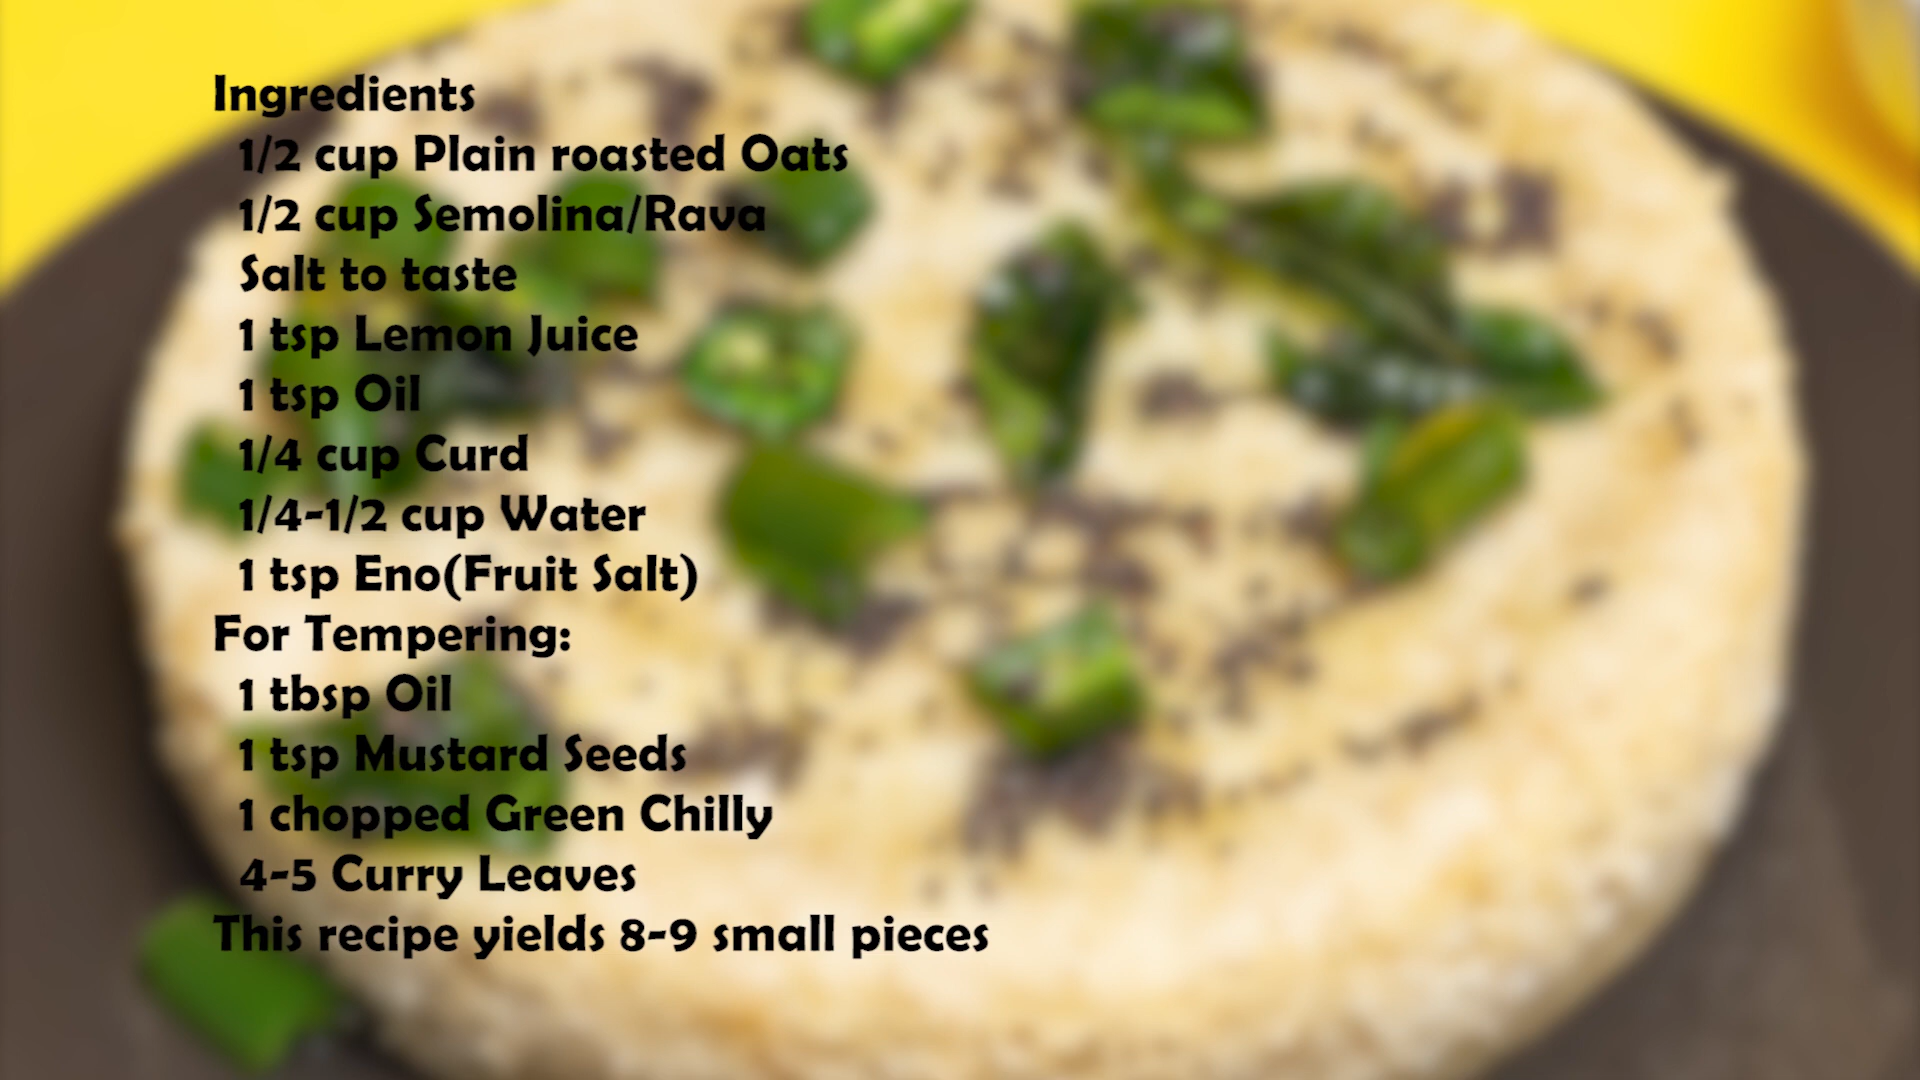 Ingredients
1/2 cup Plain roasted Oats
1/2 cup Semolina/Rava
Salt to taste
1 tsp Lemon Juice
1 tsp Oil
1/4 cup Curd
1/4-1/2 cup Water
1 tsp Eno(Fruit Salt)
For Tempering:
1 tbsp Oil
1 tsp Mustard Seeds
1 chopped Green Chilly
4-5 Curry Leaves
This recipe yields 8-9 small pieces